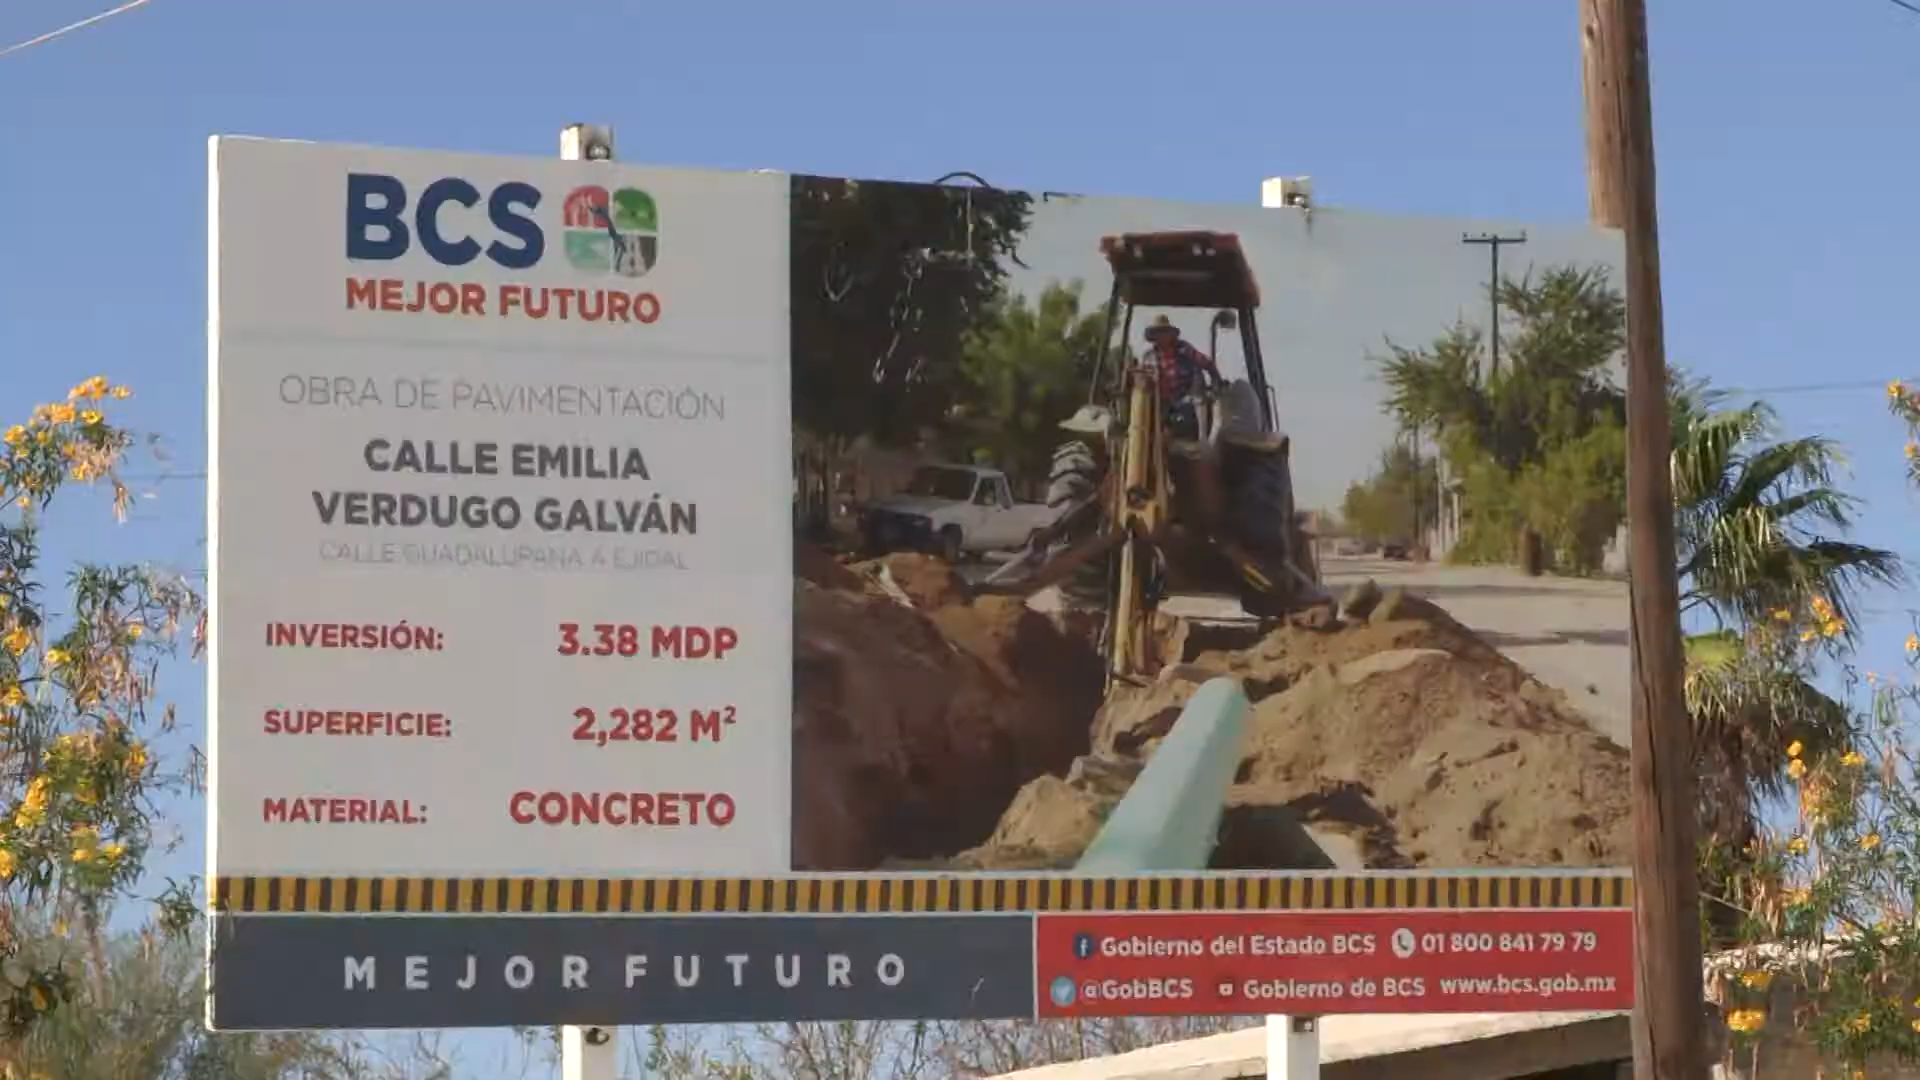 BCS
MEJOR FUTURO
OBRA DE PAVIMENTACIÓN
CALLE EMILIA
VERDUGO GALVÁN
CALLE GUADALUPANA A EJIDAL
INVERSIÓN: 3.38 MDP
SUPERFICIE: 2,282 M²
MATERIAL: CONCRETO
MEJOR FUTURO
Gobierno del Estado BCS 01 800 841 79 79
@GobBCS Gobierno de BCS www.bcs.gob.mx